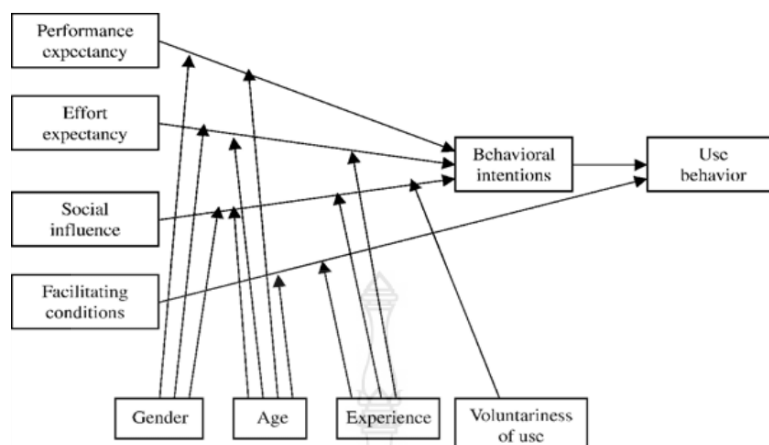 Performance
expectancy
Effort
expectancy
Social
influence
Facilitating
conditions
Behavioral
intentions
Use
behavior
Gender
Age
Experience
Voluntariness
of use